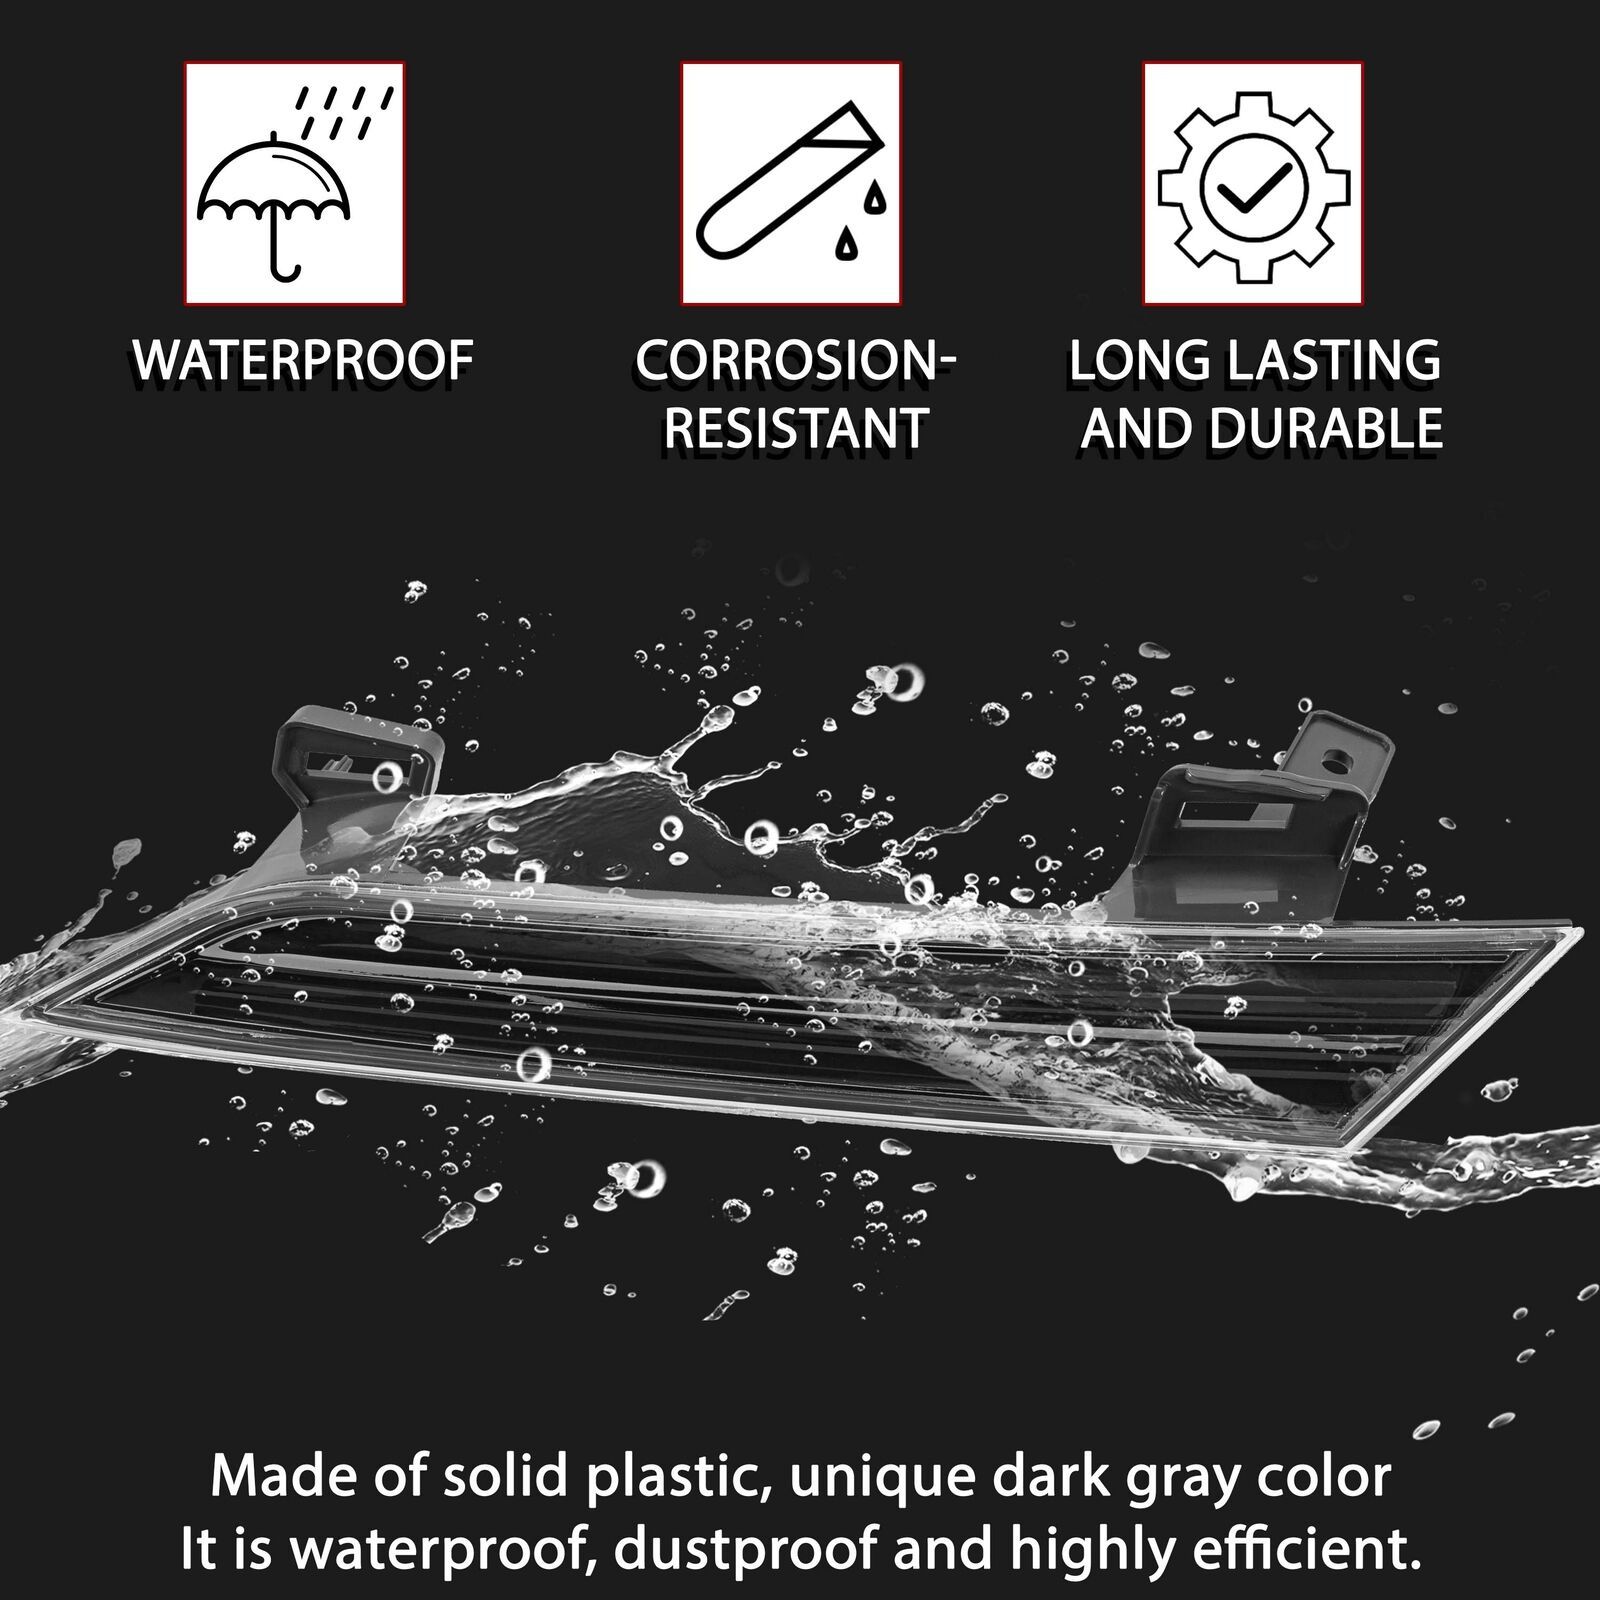 WATERPROOF
CORROSION-
RESISTANT
LONG LASTING
AND DURABLE
Made of solid plastic, unique dark gray color
It is waterproof, dustproof and highly efficient.